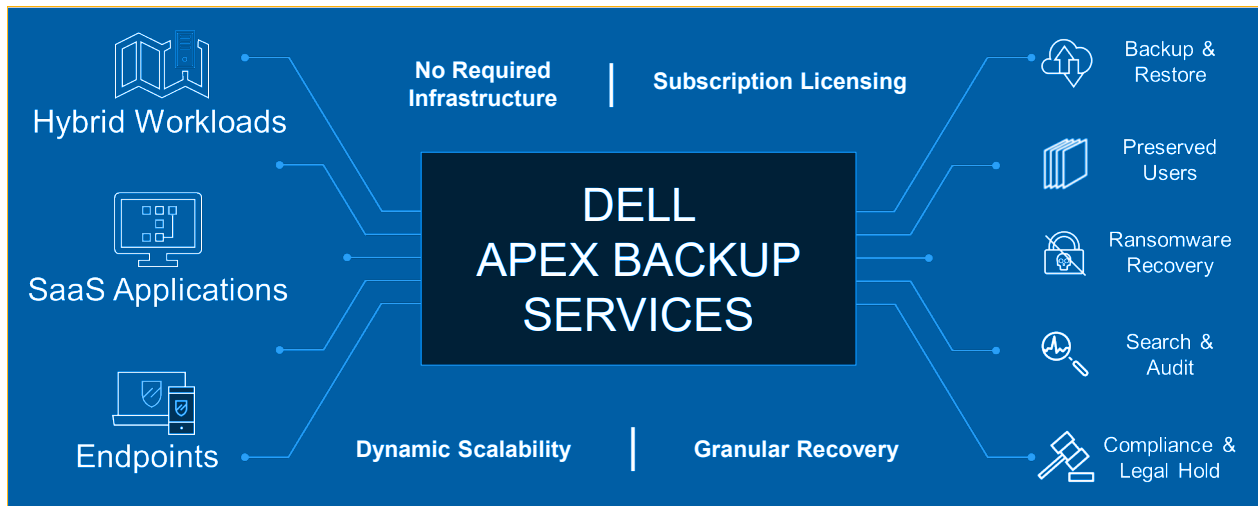 Hybrid Workloads
SaaS Applications
Endpoints
No Required
Infrastructure
Subscription Licensing
DELL
APEX BACKUP
SERVICES
Dynamic Scalability
Granular Recovery
Backup &
Restore
Preserved
Users
Ransomware
Recovery
Search &
Audit
Compliance &
Legal Hold